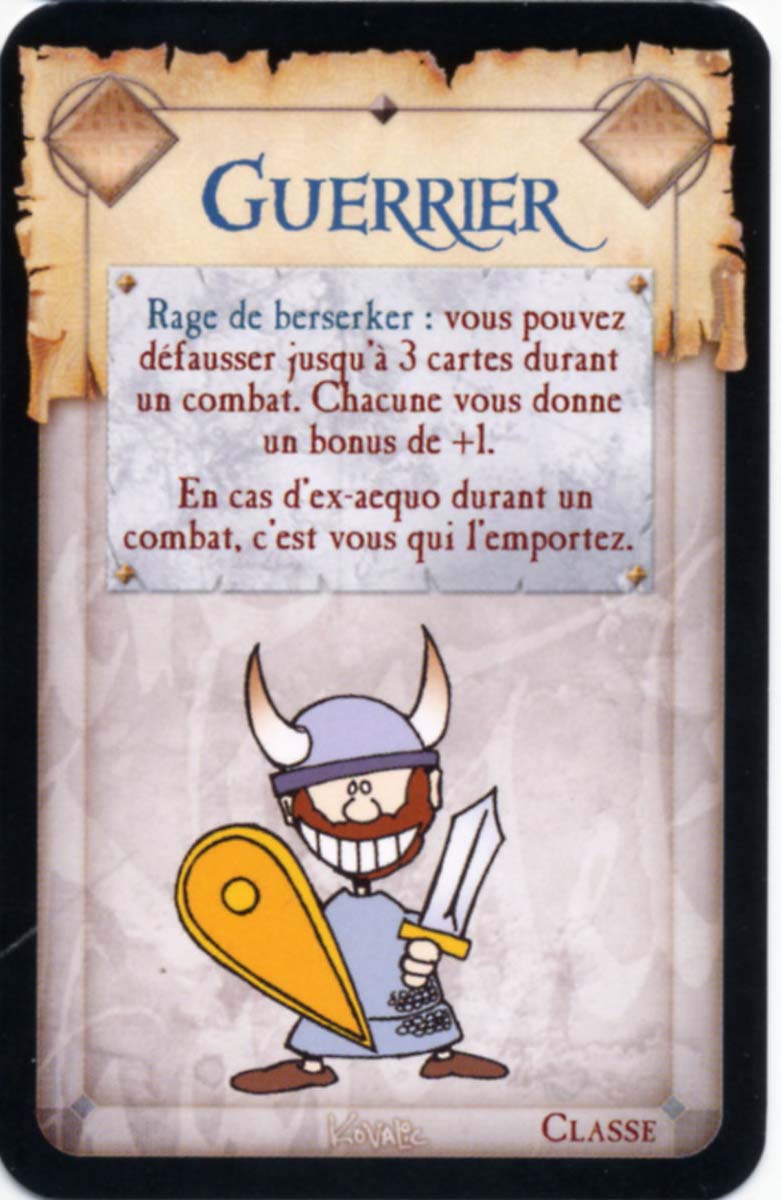 GUERRIER
Rage de berserker : vous pouvez
défausser jusqu'à 3 cartes durant
un combat. Chacune vous donne
un bonus de +1.
En cas d'ex-aequo durant un
combat, c'est vous qui l'emportez.
KOVALIC
CLASSE